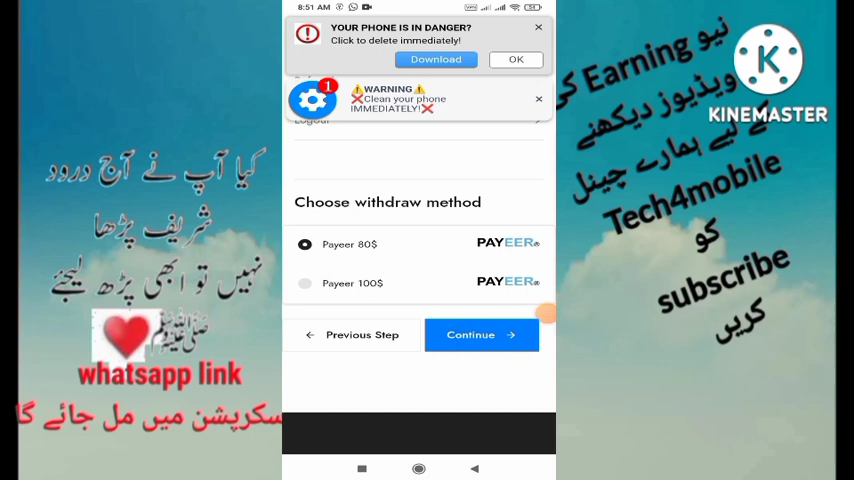 کیا آپ نے آج درود
شریف پڑھا
نہیں تو ابھی پڑھ لیجئے
ﷺ
whatsapp link
سکرپشن میں مل جائے گا
8:51 AM
YOUR PHONE IS IN DANGER?
Click to delete immediately!
Download
OK
1
⚠️WARNING⚠️
❌Clean your phone
IMMEDIATELY!❌
Logout
Choose withdraw method
Payeer 80$
PAYEER
Payeer 100$
PAYEER
← Previous Step
Continue →
نیو Earning کی
ویڈیوز دیکھنے
کے لیے ہمارے چینل
Tech4mobile
کو
subscribe
کریں
K
KINEMASTER